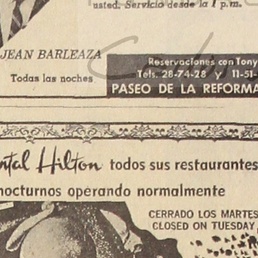 usted. Servicio desde la 1 p.m.
JEAN BARLEAZA
Todas las noches
Reservaciones con Tony
Tels. 28-74-28 y 11-51-
PASEO DE LA REFORMA
ntal Hilton todos sus restaurantes
nocturnos operando normalmente
CERRADO LOS MARTES
CLOSED ON TUESDAY